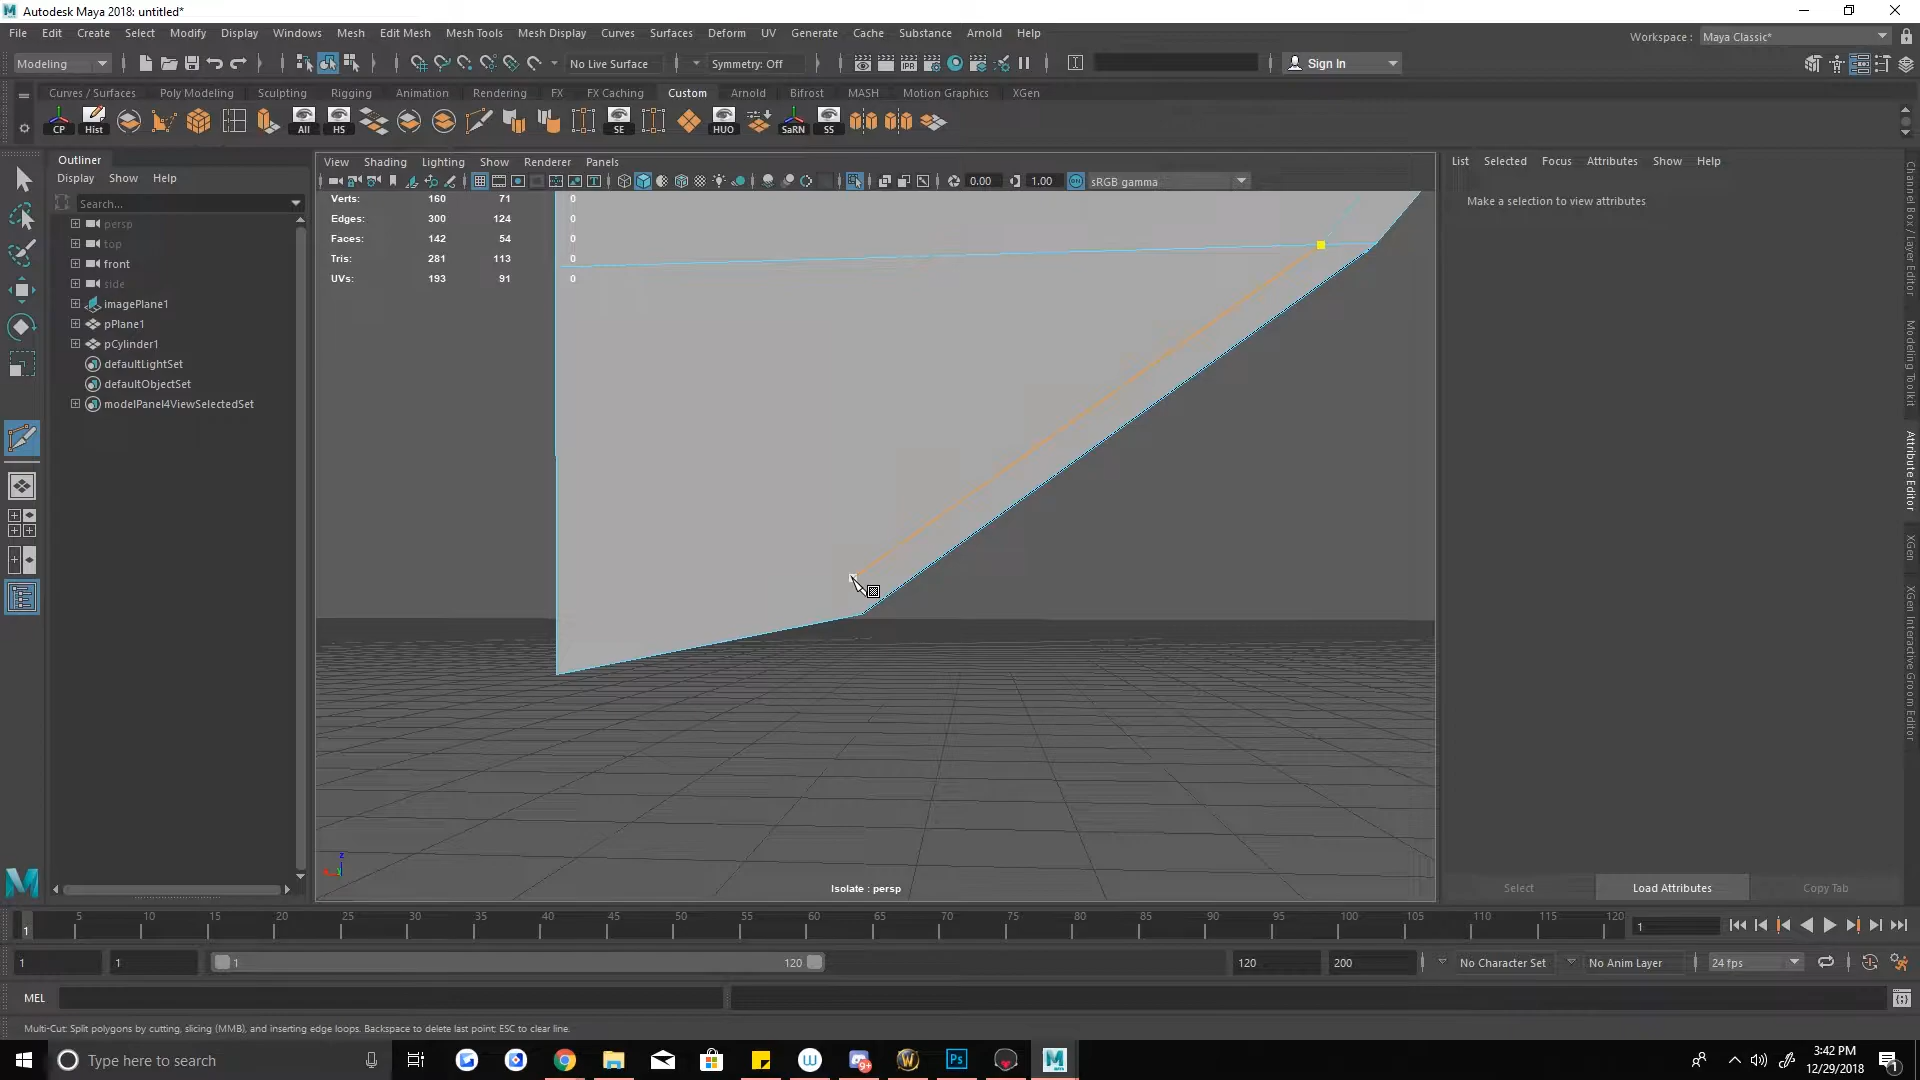 Autodesk Maya 2018: untitled*
File Edit Create Select Modify Display Windows Mesh Edit Mesh Mesh Tools Mesh Display Curves Surfaces Deform UV Generate Cache Substance Arnold Help
Workspace : Maya Classic*
Modeling No Live Surface Symmetry: Off Sign In
Curves / Surfaces Poly Modeling Sculpting Rigging Animation Rendering FX FX Caching Custom Arnold Bifrost MASH Motion Graphics XGen
CP Hist All HS SE HUO SaRN SS
Outliner
Display Show Help
Search...
persp
top
front
side
imagePlane1
pPlane1
pCylinder1
defaultLightSet
defaultObjectSet
modelPanel4ViewSelectedSet
View Shading Lighting Show Renderer Panels
0.00 1.00 sRGB gamma
Verts: 160 71 0
Edges: 300 124 0
Faces: 142 54 0
Tris: 281 113 0
UVs: 193 91 0
z
Isolate : persp
List Selected Focus Attributes Show Help
Make a selection to view attributes
Select Load Attributes Copy Tab
Channel Box / Layer Editor
Modeling Toolkit
Attribute Editor
XGen
XGen Interactive Groom Editor
5 10 15 20 25 30 35 40 45 50 55 60 65 70 75 80 85 90 95 100 105 110 115 120
1 1
1 1 1 120 120 200 No Character Set No Anim Layer 24 fps
MEL
Multi-Cut: Split polygons by cutting, slicing (MMB), and inserting edge loops. Backspace to delete last point; ESC to clear line.
Type here to search
3:42 PM
12/29/2018